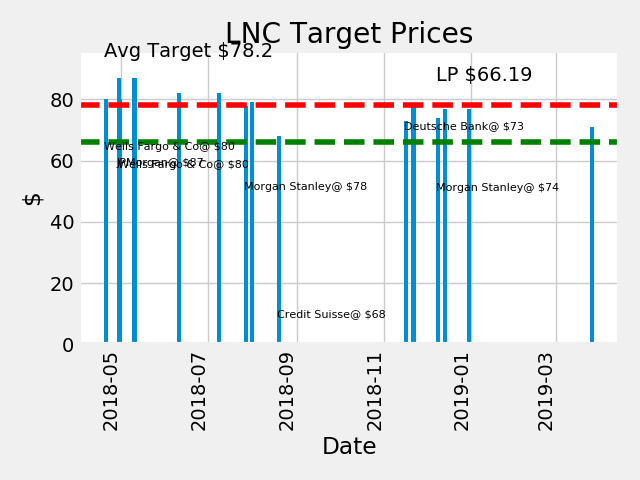 LNC Target Prices
Avg Target $78.2
LP $66.19
Deutsche Bank@ $73
Wells Fargo & Co@ $80
JPMorgan@ $87
Wells Fargo & Co@ $80
Morgan Stanley@ $78
Morgan Stanley@ $74
Credit Suisse@ $68
$
80
60
40
20
0
2018-05
2018-07
2018-09
2018-11
2019-01
2019-03
Date